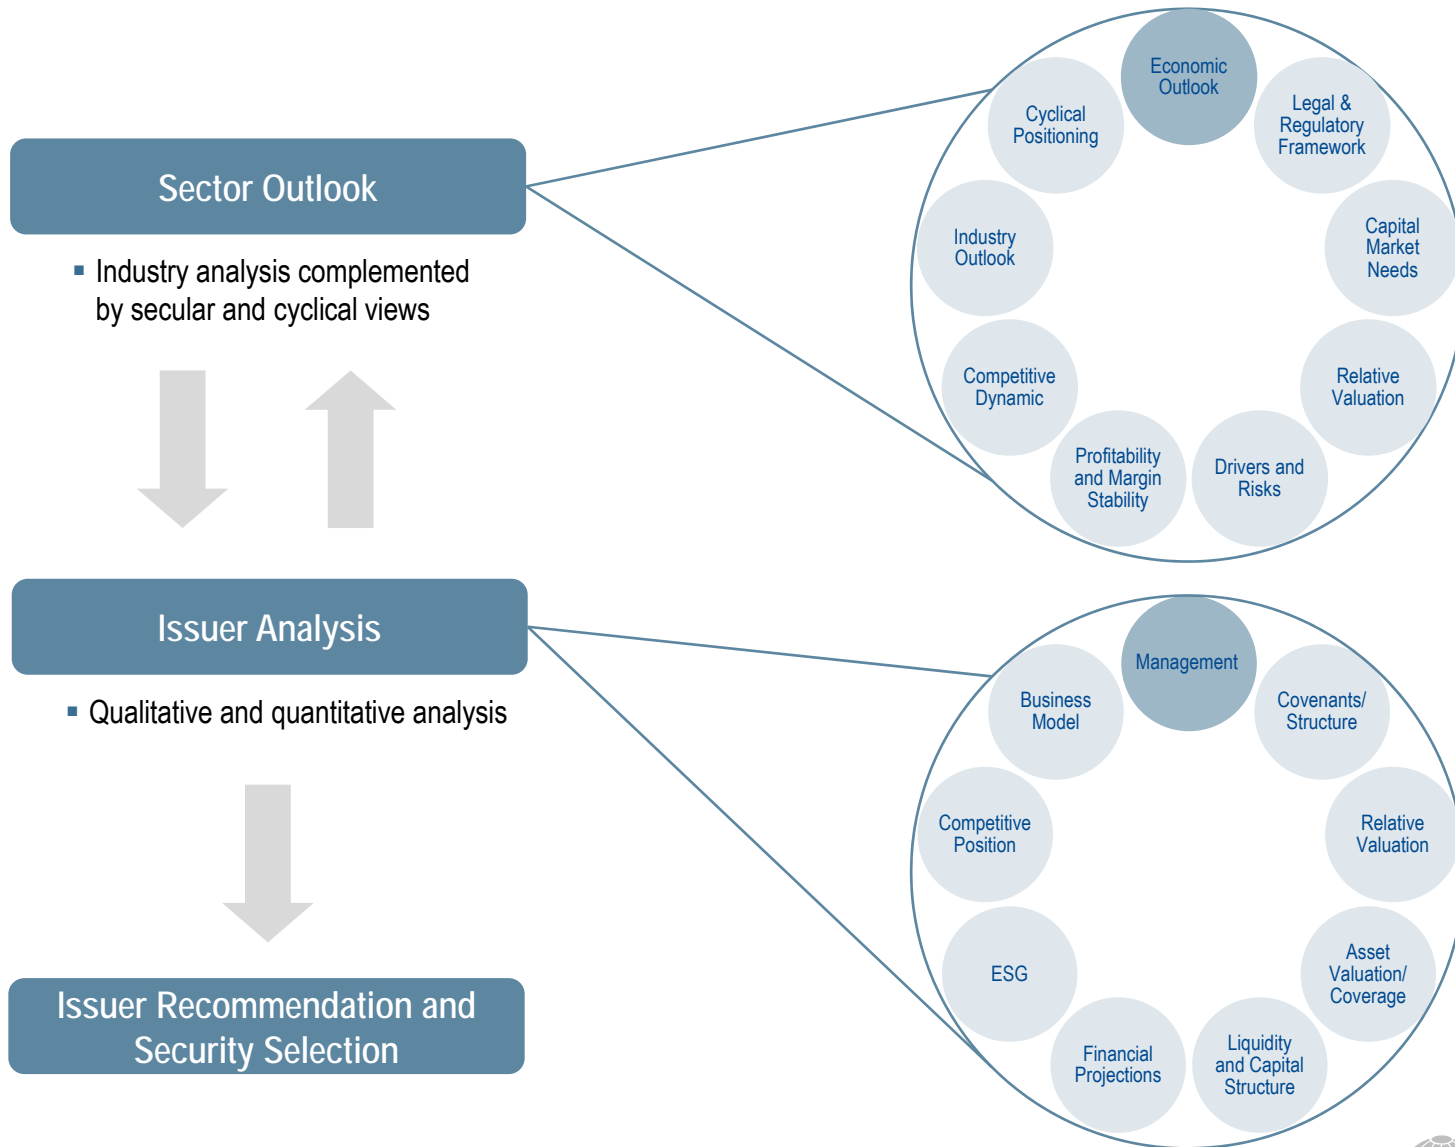 Sector Outlook
▪ Industry analysis complemented
by secular and cyclical views
Issuer Analysis
▪ Qualitative and quantitative analysis
Issuer Recommendation and
Security Selection
Economic
Outlook
Legal &
Regulatory
Framework
Capital
Market
Needs
Relative
Valuation
Drivers and
Risks
Profitability
and Margin
Stability
Competitive
Dynamic
Industry
Outlook
Cyclical
Positioning
Management
Covenants/
Structure
Relative
Valuation
Asset
Valuation/
Coverage
Liquidity
and Capital
Structure
Financial
Projections
ESG
Competitive
Position
Business
Model